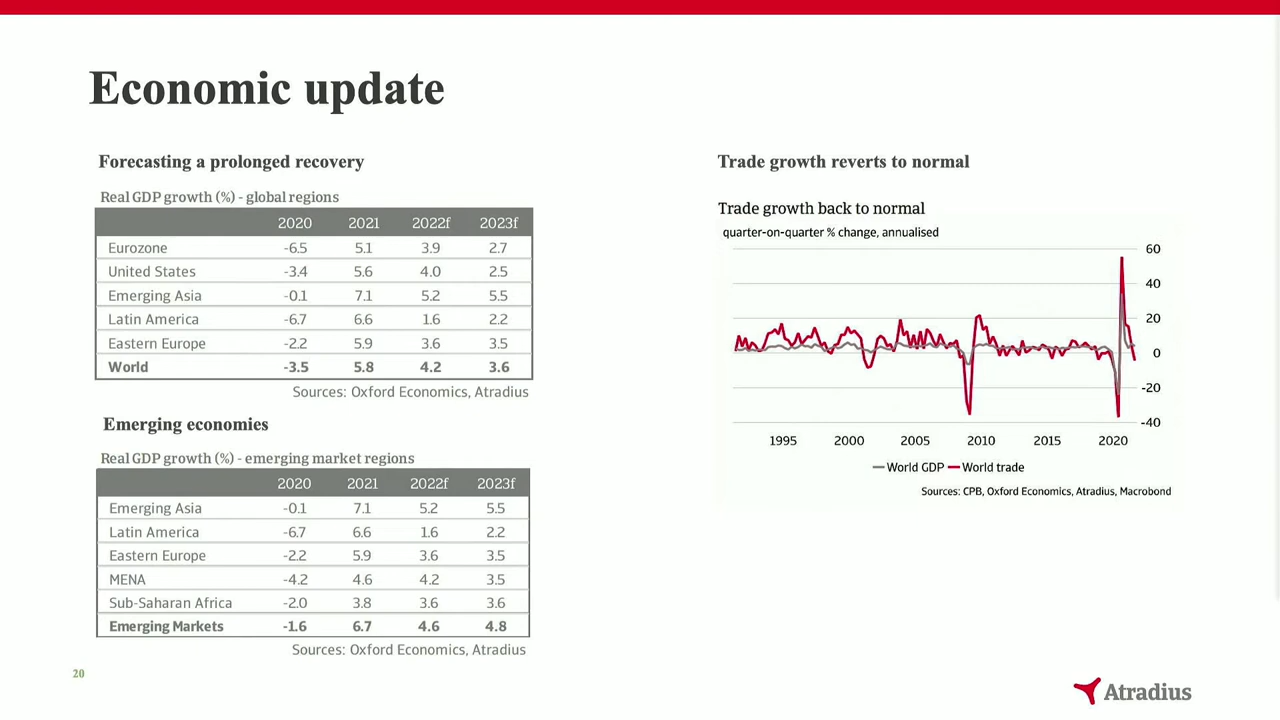 Economic update
Forecasting a prolonged recovery
Real GDP growth (%) - global regions
2020 2021 2022f 2023f
Eurozone -6.5 5.1 3.9 2.7
United States -3.4 5.6 4.0 2.5
Emerging Asia -0.1 7.1 5.2 5.5
Latin America -6.7 6.6 1.6 2.2
Eastern Europe -2.2 5.9 3.6 3.5
World -3.5 5.8 4.2 3.6
Sources: Oxford Economics, Atradius
Emerging economies
Real GDP growth (%) - emerging market regions
2020 2021 2022f 2023f
Emerging Asia -0.1 7.1 5.2 5.5
Latin America -6.7 6.6 1.6 2.2
Eastern Europe -2.2 5.9 3.6 3.5
MENA -4.2 4.6 4.2 3.5
Sub-Saharan Africa -2.0 3.8 3.6 3.6
Emerging Markets -1.6 6.7 4.6 4.8
Sources: Oxford Economics, Atradius
Trade growth reverts to normal
Trade growth back to normal
quarter-on-quarter % change, annualised
60
40
20
0
-20
-40
1995 2000 2005 2010 2015 2020
World GDP World trade
Sources: CPB, Oxford Economics, Atradius, Macrobond
20
Atradius